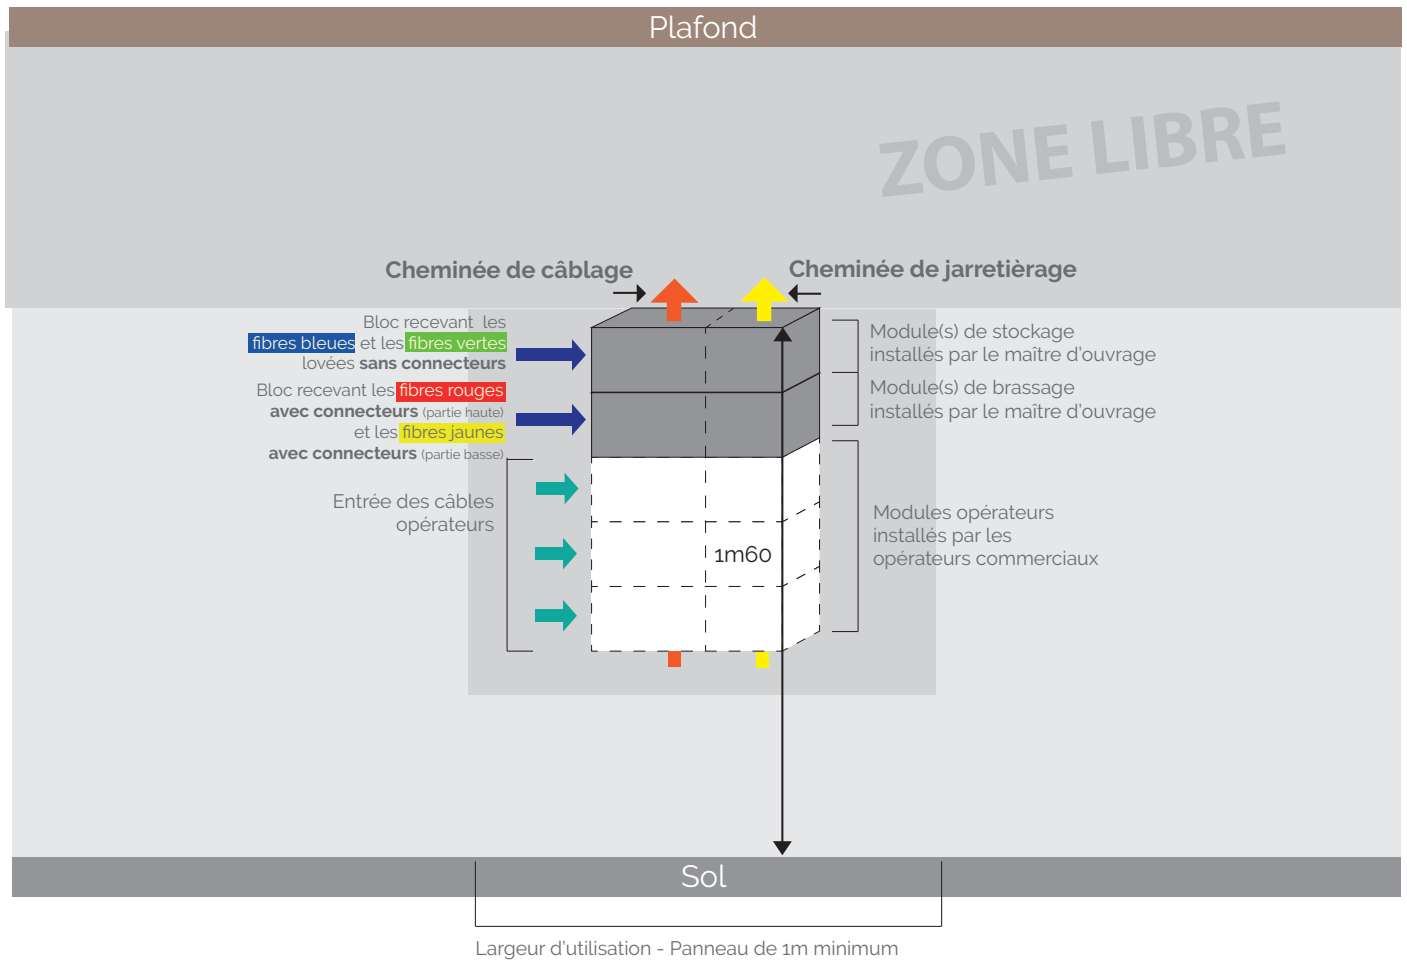 Plafond
ZONE LIBRE
Cheminée de câblage
Cheminée de jarretièrage
Bloc recevant les
fibres bleues et les fibres vertes
lovées sans connecteurs
Bloc recevant les fibres rouges
avec connecteurs (partie haute)
et les fibres jaunes
avec connecteurs (partie basse)
Entrée des câbles
opérateurs
Module(s) de stockage
installés par le maître d'ouvrage
Module(s) de brassage
installés par le maître d'ouvrage
Modules opérateurs
installés par les
opérateurs commerciaux
1m60
Sol
Largeur d'utilisation - Panneau de 1m minimum